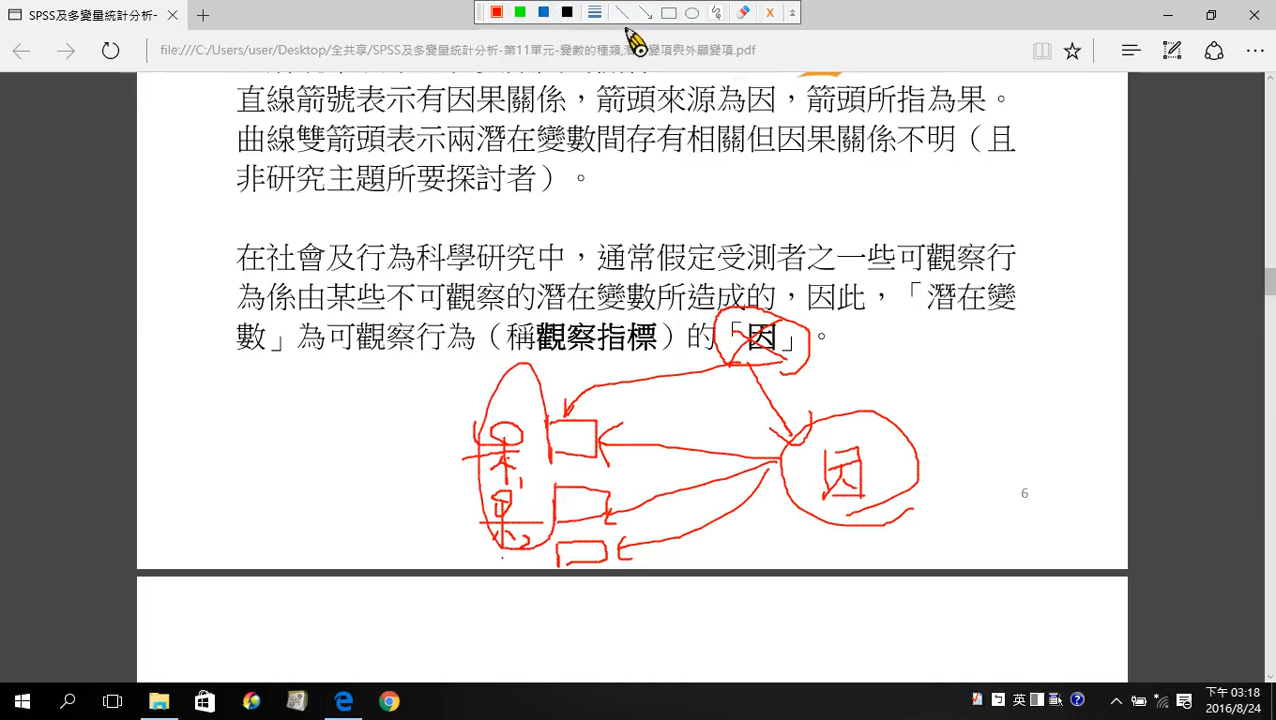 SPSS及多變量統計分析
file:///C:/Users/user/Desktop/全共享/SPSS及多變量統計分析-第11單元-變數的種類,潛變項與外顯變項.pdf
直線箭號表示有因果關係，箭頭來源為因，箭頭所指為果。
曲線雙箭頭表示兩潛在變數間存有相關但因果關係不明（且
非研究主題所要探討者）。
在社會及行為科學研究中，通常假定受測者之一些可觀察行
為係由某些不可觀察的潛在變數所造成的，因此，「潛在變
數」為可觀察行為（稱觀察指標）的「因」。
果1
因
果2
6
英
下午 03:18
2016/8/24